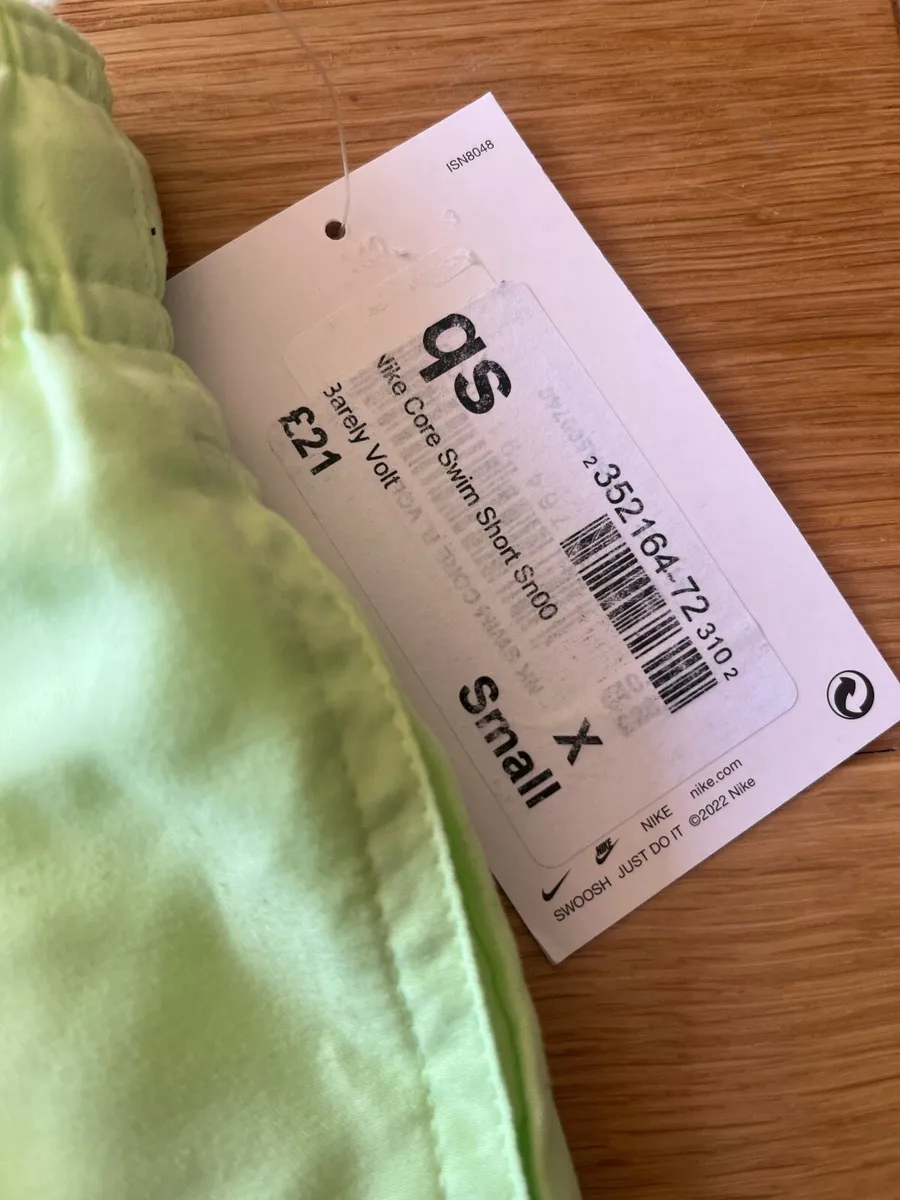 ISN8048
qs
2 352164-72 310 2
Nike Core Swim Short Sn00
Barely Volt
£21
X
Small
NIKE nike.com
SWOOSH JUST DO IT ©2022 Nike